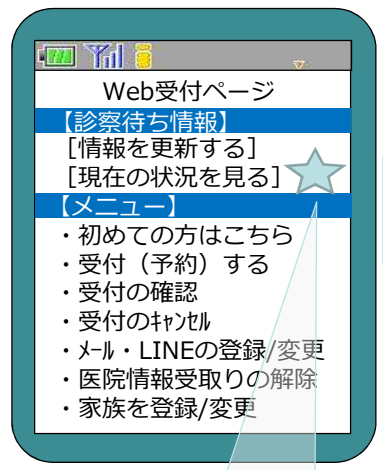 Web受付ページ
【診察待ち情報】
［情報を更新する］
［現在の状況を見る］
【メニュー】
・初めての方はこちら
・受付（予約）する
・受付の確認
・受付のｷｬﾝｾﾙ
・ﾒｰﾙ・LINEの登録/変更
・医院情報受取りの解除
・家族を登録/変更